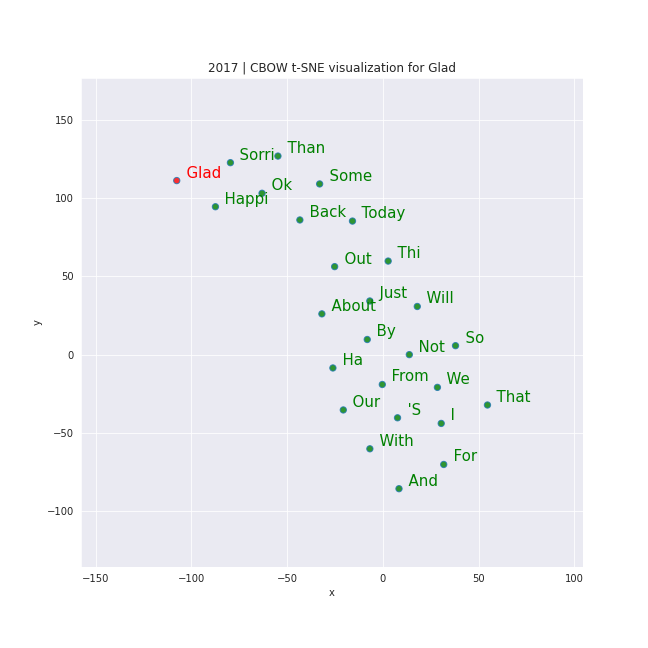 2017 | CBOW t-SNE visualization for Glad
150
100
50
0
−50
−100
y
Than
Sorri
Glad
Some
Ok
Happi
Back
Today
Thi
Out
Just
Will
About
By
So
Not
Ha
From
We
That
Our
'S
I
With
For
And
−150
−100
−50
0
50
100
x